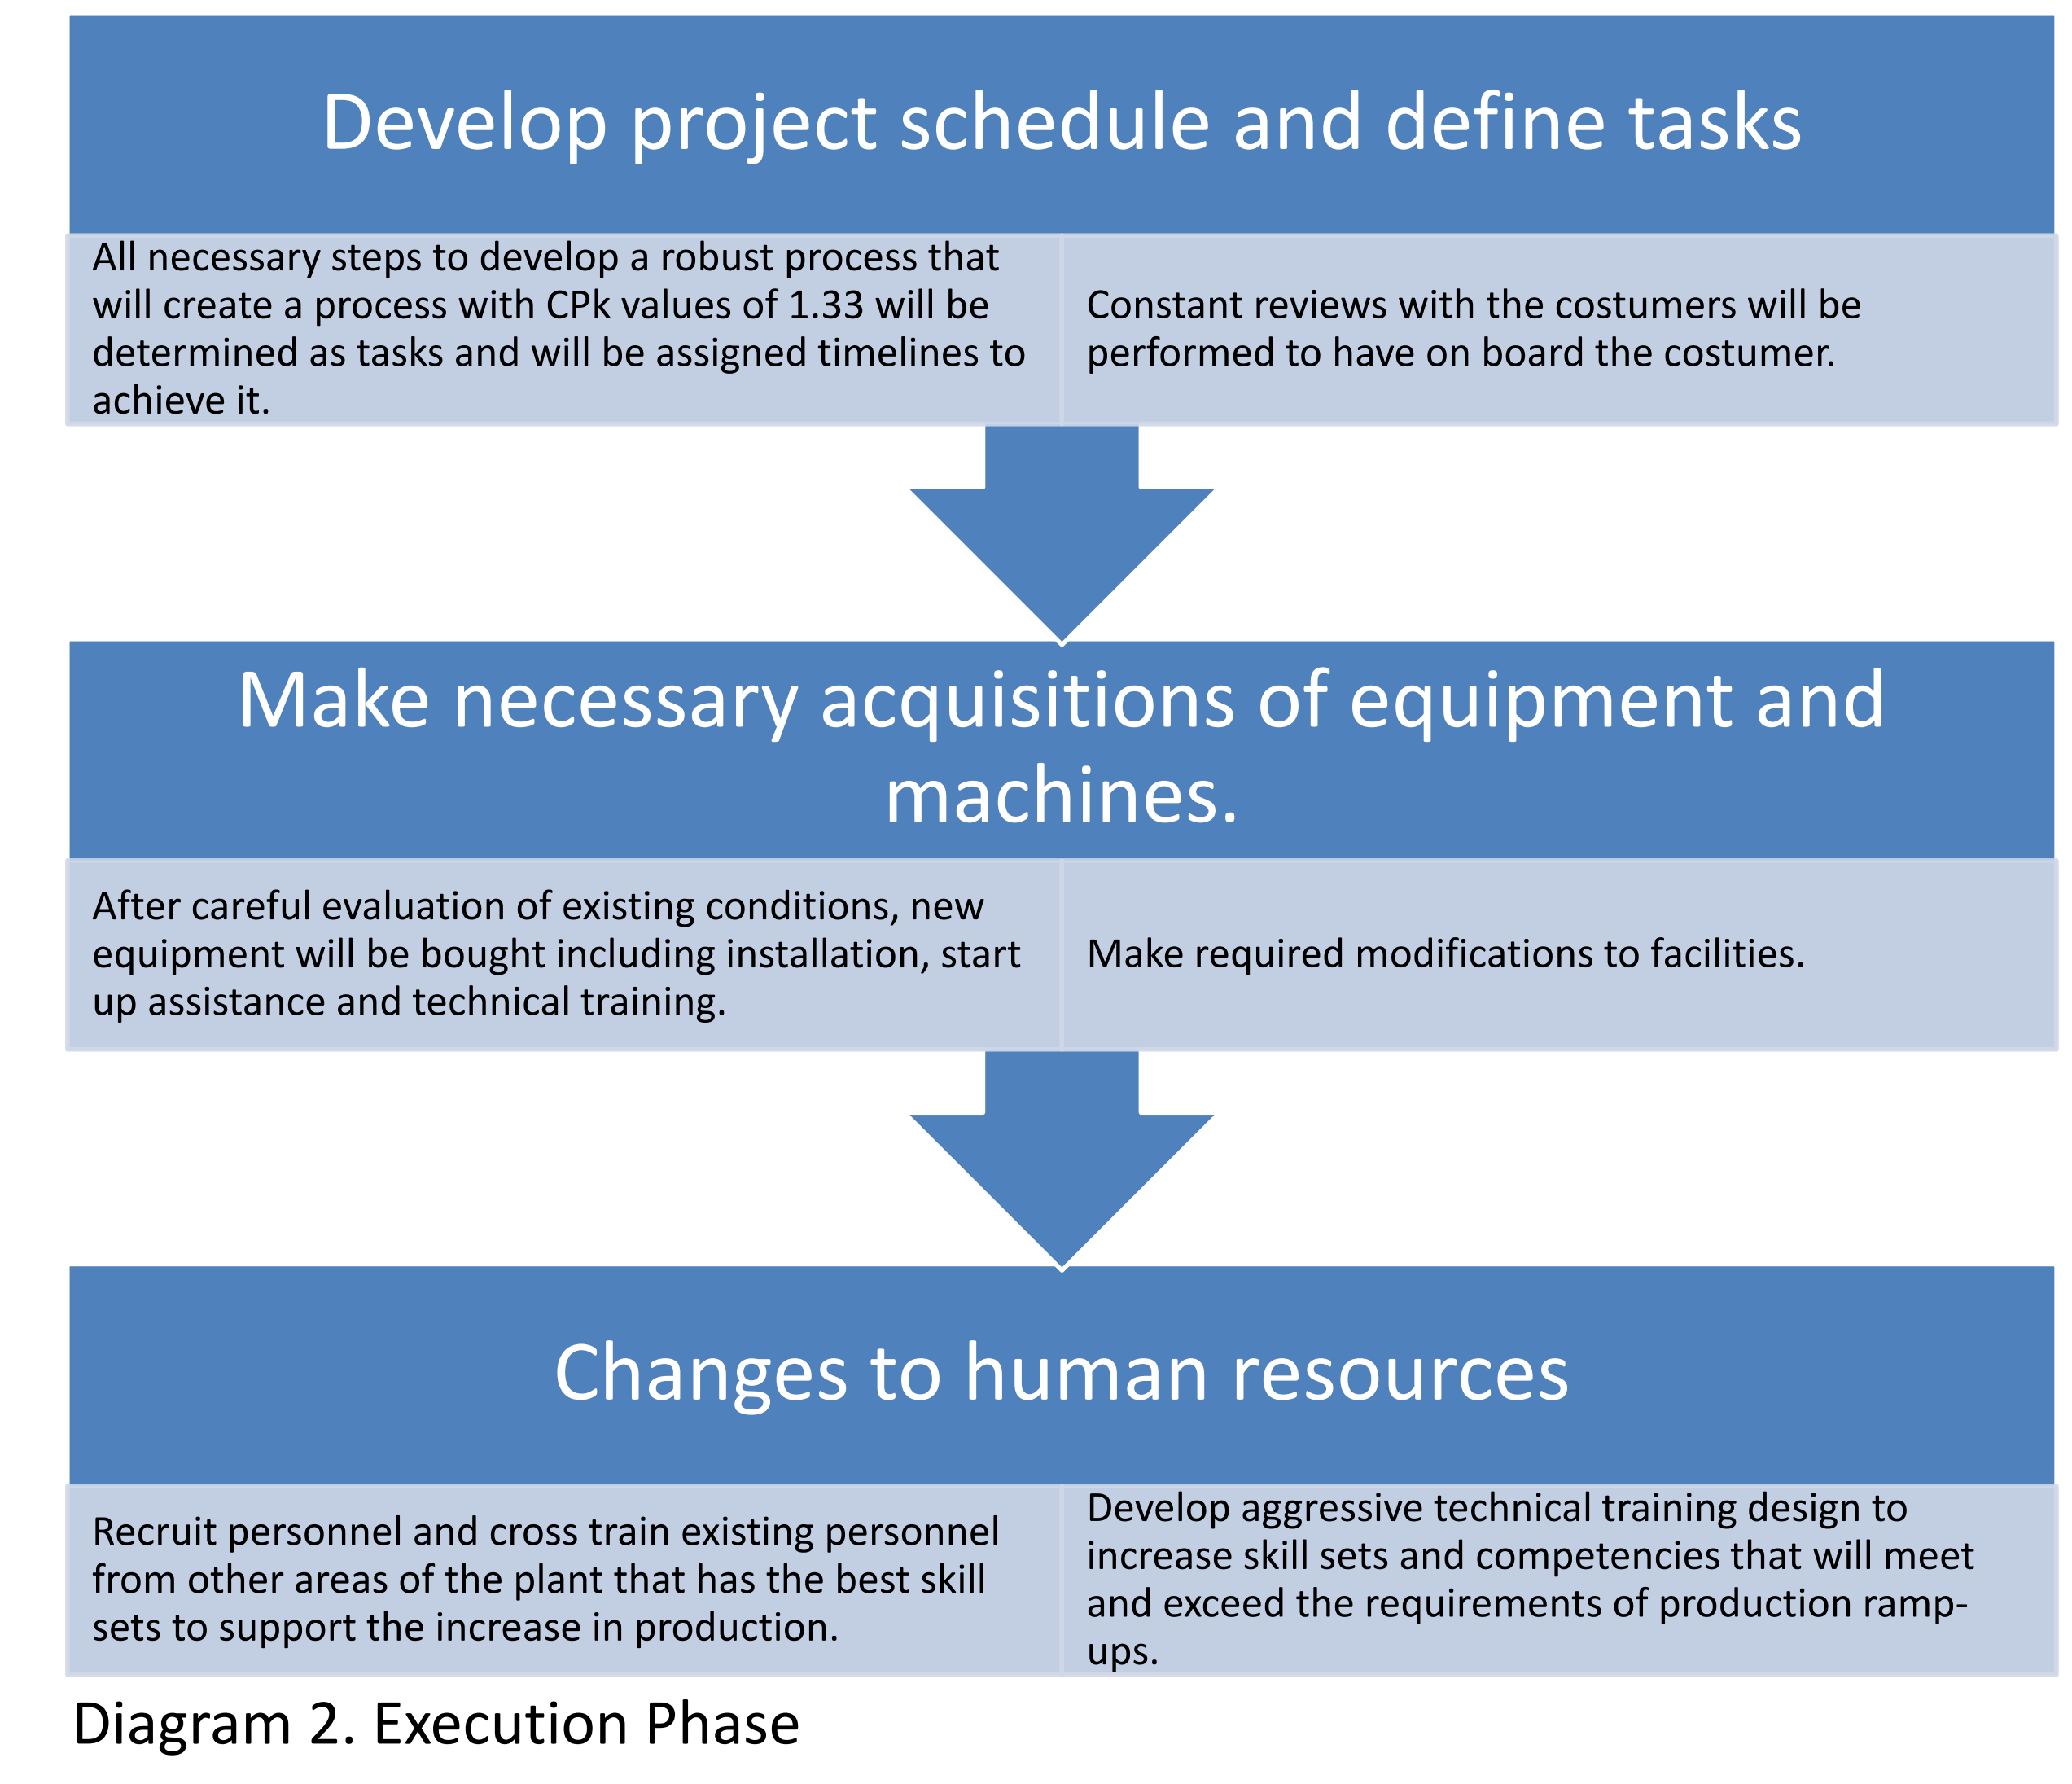 Develop project schedule and define tasks
All necessary steps to develop a robust process that
will create a process with CPk values of 1.33 will be
determined as tasks and will be assigned timelines to
achieve it.
Constant reviews with the costumers will be
performed to have on board the costumer.
Make necessary acquisitions of equipment and
machines.
After careful evaluation of existing conditions, new
equipment will be bought including installation, start
up assistance and technical training.
Make required modifications to facilities.
Changes to human resources
Recruit personnel and cross train existing personnel
from other areas of the plant that has the best skill
sets to support the increase in production.
Develop aggressive technical training design to
increase skill sets and competencies that will meet
and exceed the requirements of production ramp-
ups.
Diagram 2. Execution Phase